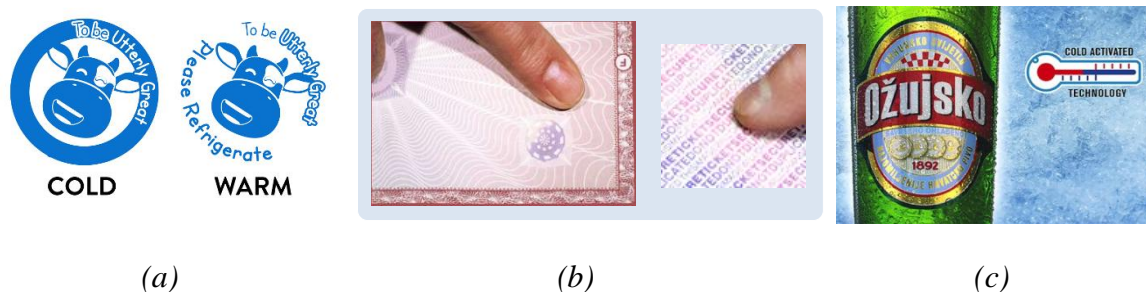 To be Utterly Great
COLD
To be Utterly Great
Please Refrigerate
WARM
F
SECURETICKET
Ožujsko
1892
COLD ACTIVATED
TECHNOLOGY
(a)
(b)
(c)